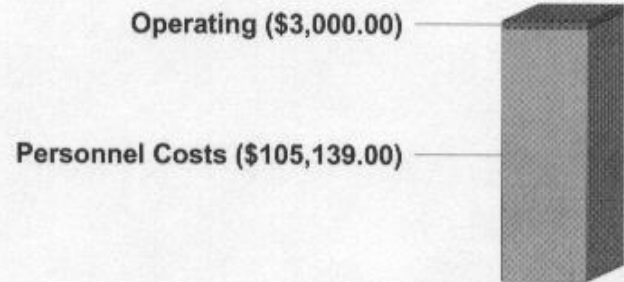 Operating ($3,000.00)
Personnel Costs ($105,139.00)